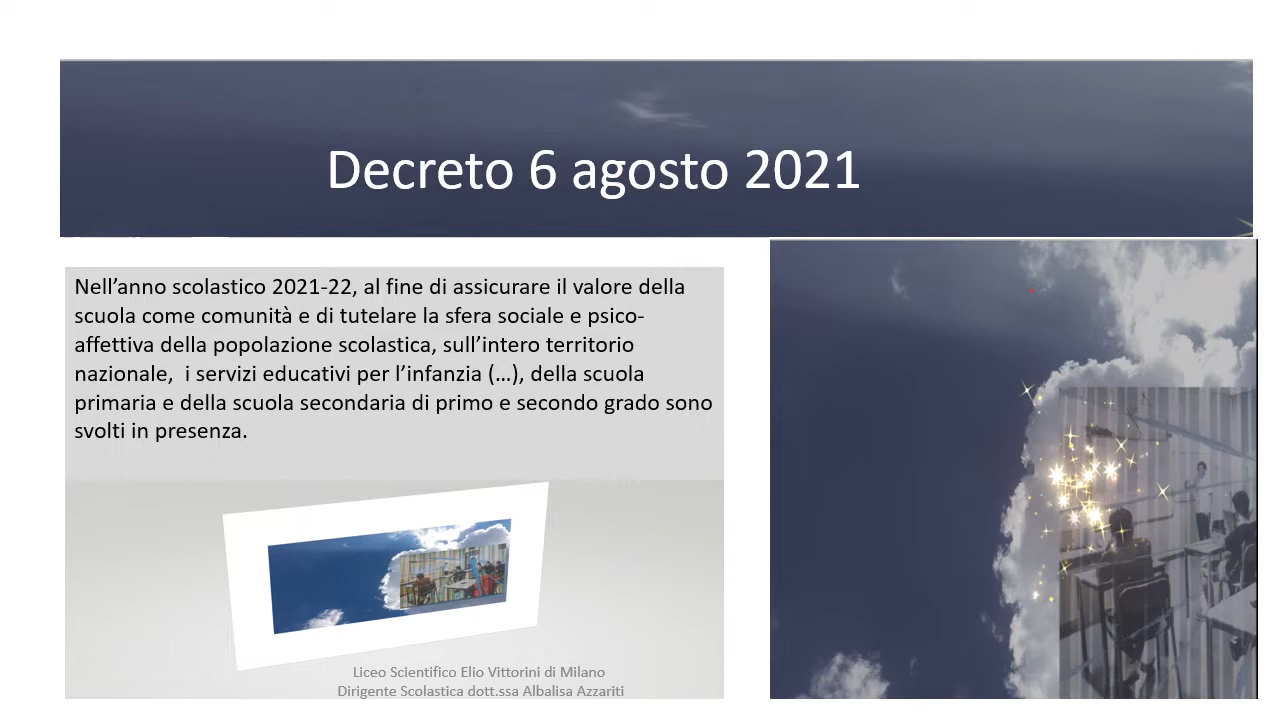 Decreto 6 agosto 2021
Nell’anno scolastico 2021-22, al fine di assicurare il valore della
scuola come comunità e di tutelare la sfera sociale e psico-
affettiva della popolazione scolastica, sull’intero territorio
nazionale,  i servizi educativi per l’infanzia (…), della scuola
primaria e della scuola secondaria di primo e secondo grado sono
svolti in presenza.
Liceo Scientifico Elio Vittorini di Milano
Dirigente Scolastica dott.ssa Albalisa Azzariti